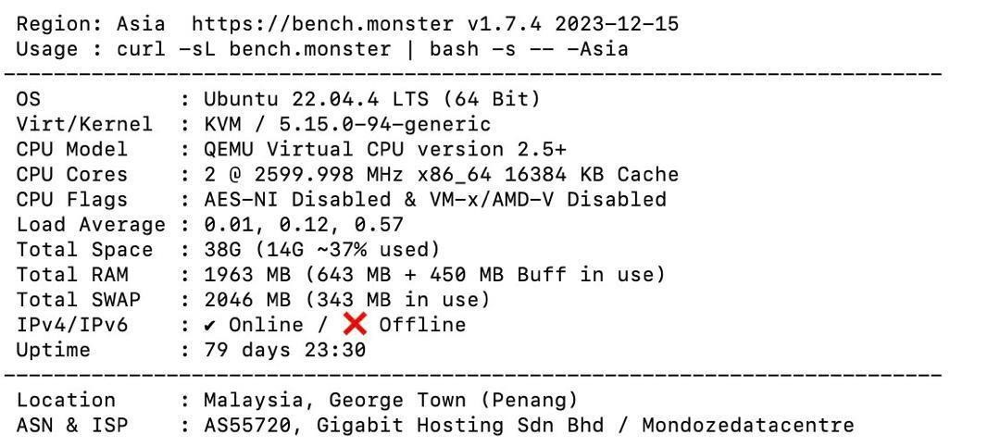 Region: Asia  https://bench.monster v1.7.4 2023-12-15
Usage : curl -sL bench.monster | bash -s -- -Asia
---------------------------------------------------------------------------
OS           : Ubuntu 22.04.4 LTS (64 Bit)
Virt/Kernel  : KVM / 5.15.0-94-generic
CPU Model    : QEMU Virtual CPU version 2.5+
CPU Cores    : 2 @ 2599.998 MHz x86_64 16384 KB Cache
CPU Flags    : AES-NI Disabled & VM-x/AMD-V Disabled
Load Average : 0.01, 0.12, 0.57
Total Space  : 38G (14G ~37% used)
Total RAM    : 1963 MB (643 MB + 450 MB Buff in use)
Total SWAP   : 2046 MB (343 MB in use)
IPv4/IPv6    : ✔ Online / ❌ Offline
Uptime       : 79 days 23:30
---------------------------------------------------------------------------
Location     : Malaysia, George Town (Penang)
ASN & ISP    : AS55720, Gigabit Hosting Sdn Bhd / Mondozedatacentre